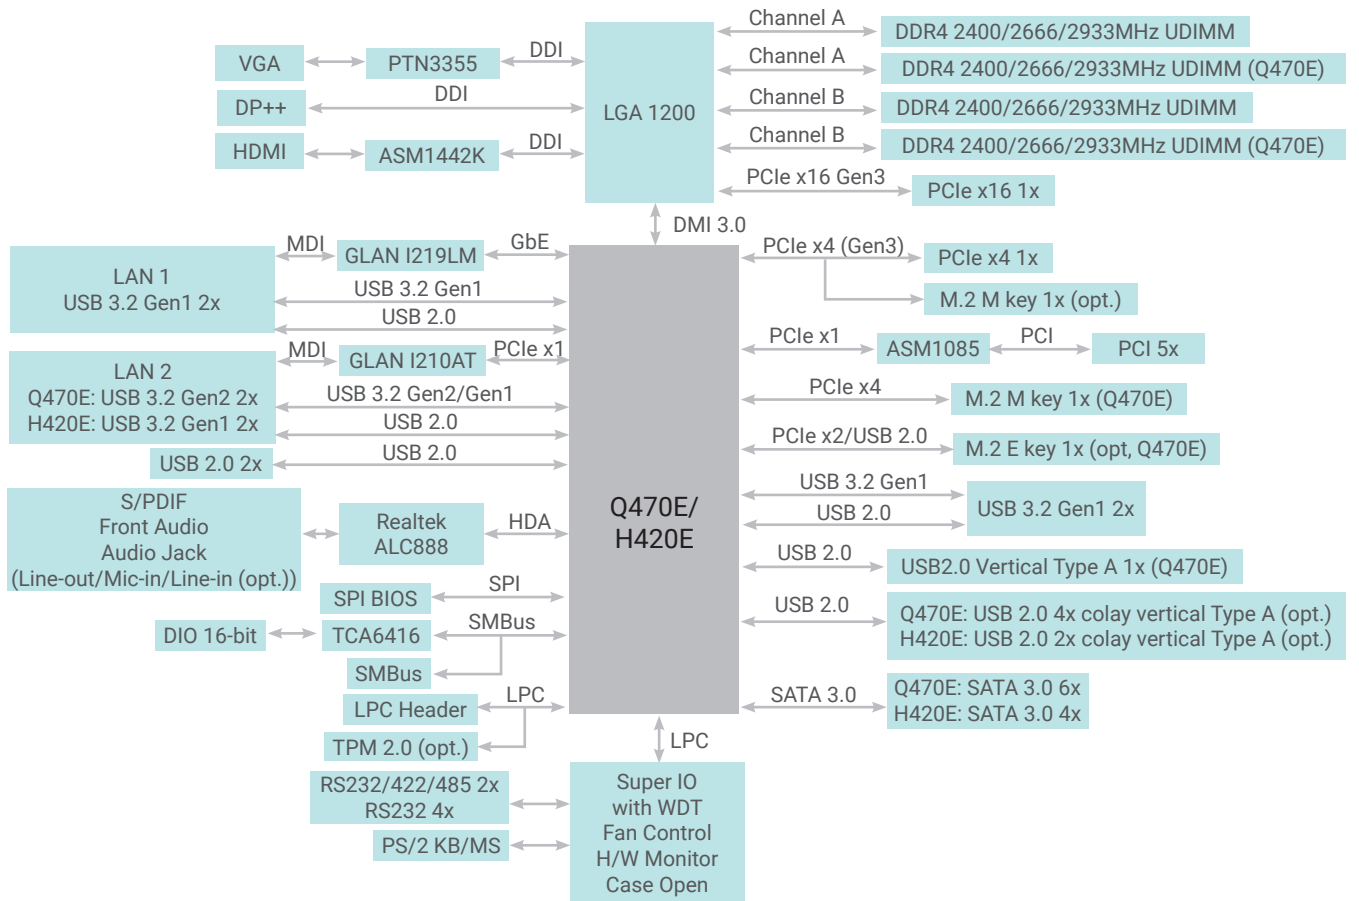 Channel A
DDR4 2400/2666/2933MHz UDIMM
VGA
PTN3355
DDI
Channel A
DDR4 2400/2666/2933MHz UDIMM (Q470E)
DP++
DDI
LGA 1200
Channel B
DDR4 2400/2666/2933MHz UDIMM
HDMI
ASM1442K
DDI
Channel B
DDR4 2400/2666/2933MHz UDIMM (Q470E)
PCIe x16 Gen3
PCIe x16 1x
DMI 3.0
LAN 1
USB 3.2 Gen1 2x
MDI
GLAN I219LM
GbE
USB 3.2 Gen1
USB 2.0
LAN 2
Q470E: USB 3.2 Gen2 2x
H420E: USB 3.2 Gen1 2x
MDI
GLAN I210AT
PCIe x1
USB 3.2 Gen2/Gen1
USB 2.0
USB 2.0 2x
USB 2.0
S/PDIF
Front Audio
Audio Jack
(Line-out/Mic-in/Line-in (opt.))
Realtek
ALC888
HDA
SPI BIOS
SPI
DIO 16-bit
TCA6416
SMBus
SMBus
LPC Header
LPC
TPM 2.0 (opt.)
Q470E/
H420E
PCIe x4 (Gen3)
PCIe x4 1x
M.2 M key 1x (opt.)
PCIe x1
ASM1085
PCI
PCI 5x
PCIe x4
M.2 M key 1x (Q470E)
PCIe x2/USB 2.0
M.2 E key 1x (opt, Q470E)
USB 3.2 Gen1
USB 2.0
USB 3.2 Gen1 2x
USB 2.0
USB2.0 Vertical Type A 1x (Q470E)
USB 2.0
Q470E: USB 2.0 4x colay vertical Type A (opt.)
H420E: USB 2.0 2x colay vertical Type A (opt.)
SATA 3.0
Q470E: SATA 3.0 6x
H420E: SATA 3.0 4x
LPC
RS232/422/485 2x
RS232 4x
PS/2 KB/MS
Super IO
with WDT
Fan Control
H/W Monitor
Case Open